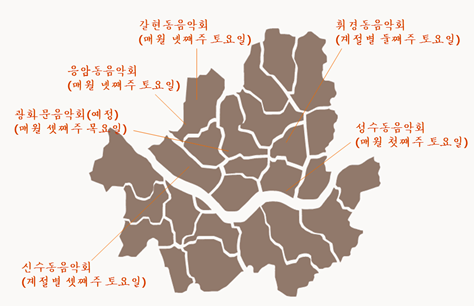 갈현동음악회
(매월 넷째주 토요일)
휘경동음악회
(계절별 둘째주 토요일)
응암동음악회
(매월 넷째주 토요일)
광화문음악회(예정)
(매월 셋째주 목요일)
성수동음악회
(매월 첫째주 토요일)
신수동음악회
(계절별 셋째주 토요일)